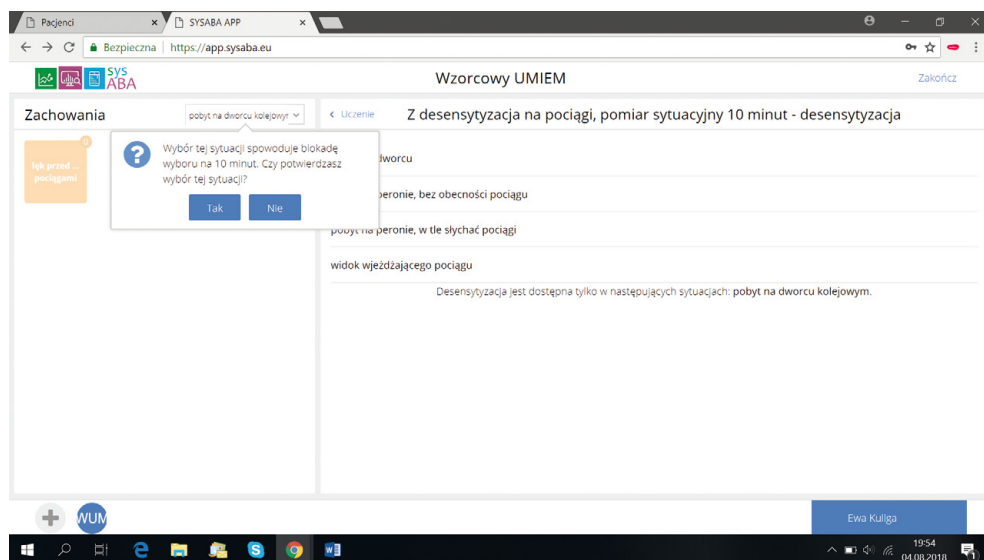 Pacjenci
SYSABA APP
Bezpieczna
https://app.sysaba.eu
SYS
ABA
Wzorcowy UMIEM
Zakończ
Zachowania
pobyt na dworcu kolejowyr
Uczenie
Z desensytyzacja na pociągi, pomiar sytuacyjny 10 minut - desensytyzacja
0
lęk przed ...
pociągami
Wybór tej sytuacji spowoduje blokadę
wyboru na 10 minut. Czy potwierdzasz
wybór tej sytuacji?
Tak
Nie
dworcu
peronie, bez obecności pociągu
pobyt na peronie, w tle słychać pociągi
widok wjeżdżającego pociągu
Desensytyzacja jest dostępna tylko w następujących sytuacjach: pobyt na dworcu kolejowym.
WUM
Ewa Kuliga
19:54
04.08.2018